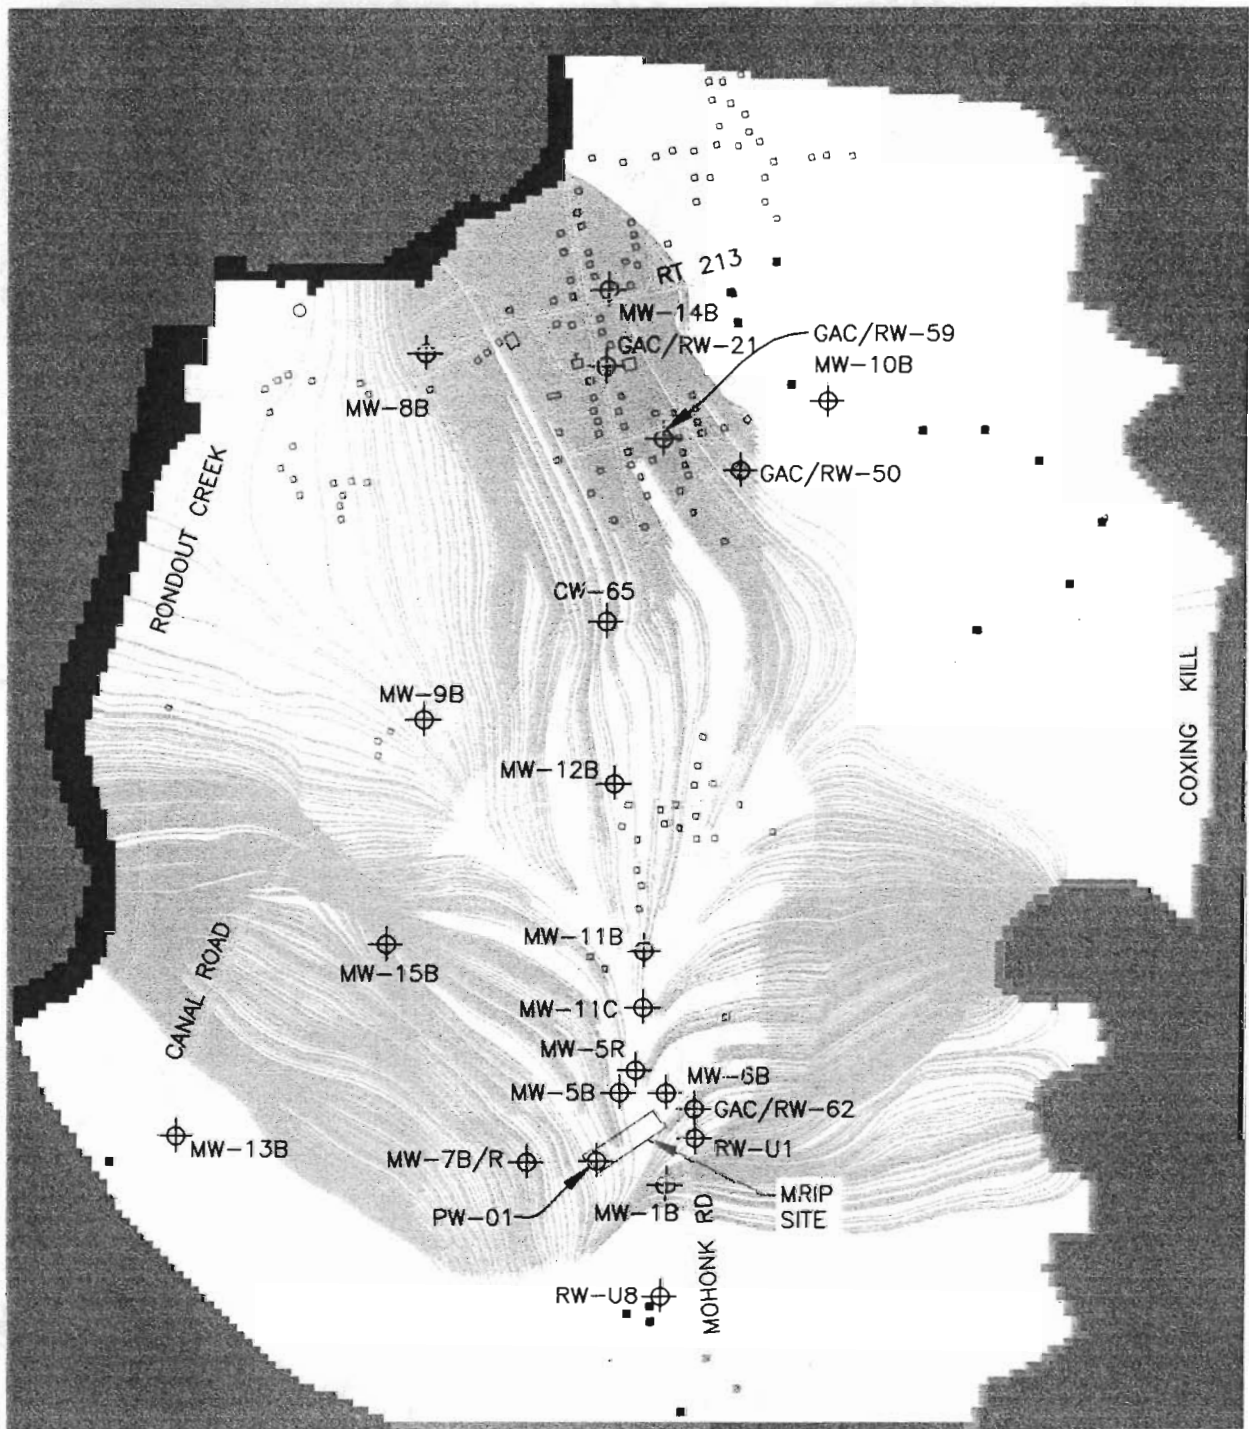 RT 213
MW-14B
GAC/RW-59
GAC/RW-21
MW-10B
MW-8B
GAC/RW-50
RONDOUT CREEK
CW-65
COXING KILL
MW-9B
MW-12B
MW-11B
MW-15B
CANAL ROAD
MW-11C
MW-5R
MW-6B
MW-5B
GAC/RW-62
MW-13B
RW-U1
MW-7B/R
MRIP
SITE
PW-01
MW-1B
MOHONK RD
RW-U8